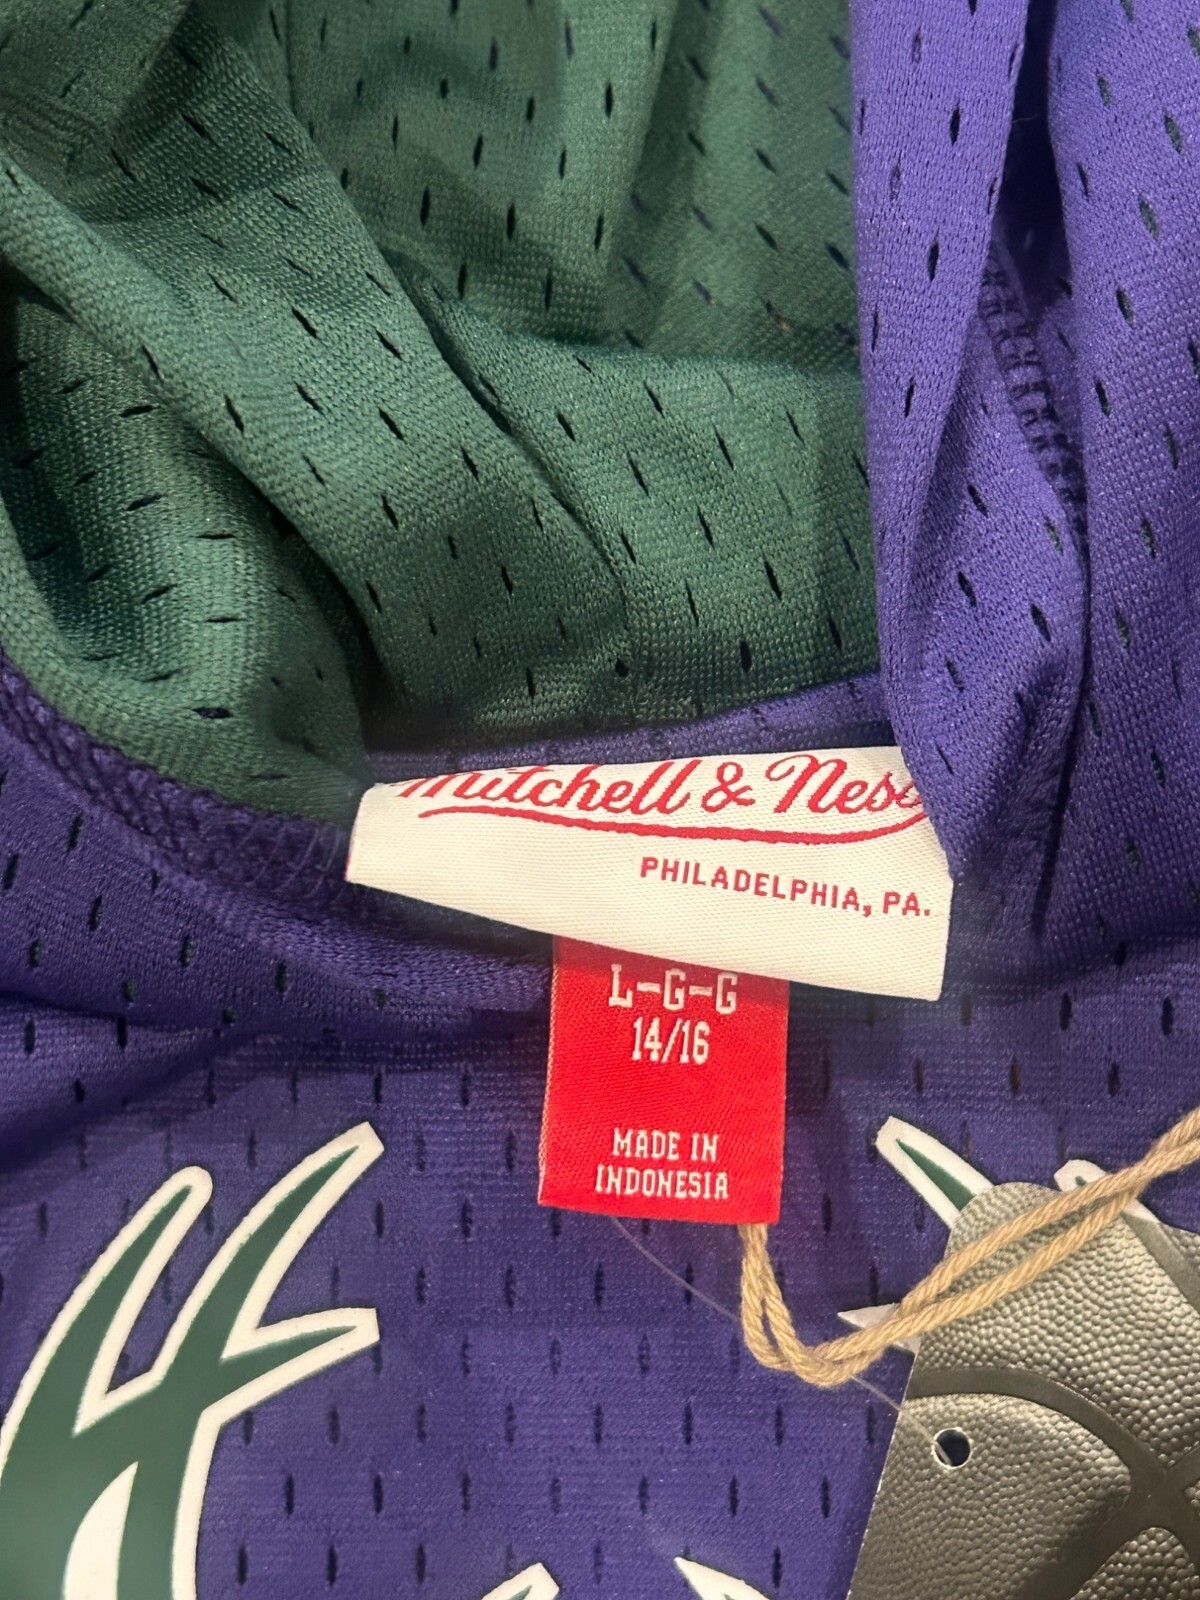 Mitchell & Ness
PHILADELPHIA, PA.
L-G-G
14/16
MADE IN
INDONESIA